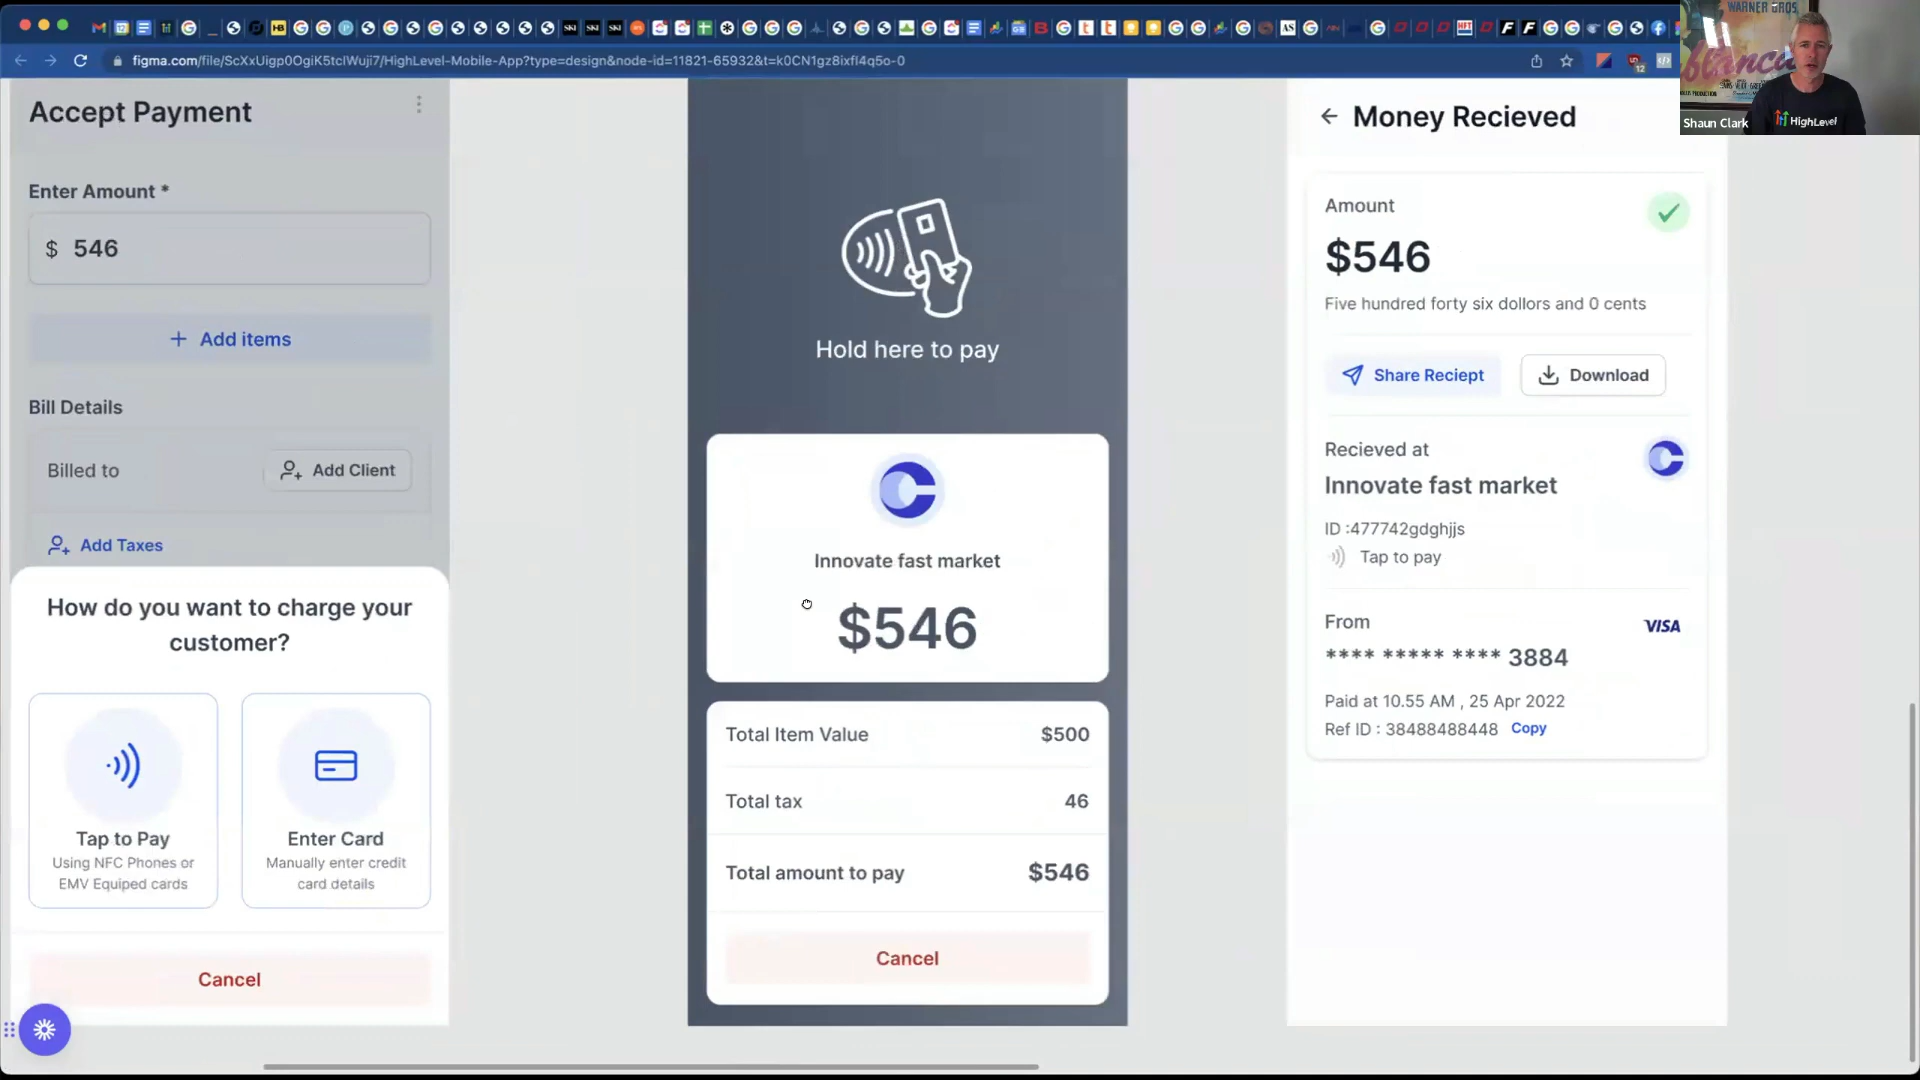 figma.com/file/ScXxUigp0OgiK5tclWuji7/HighLevel-Mobile-App?type=design&node-id=11821-65932&t=k0CN1gz8ixfl4q5o-0
WARNER BROS.
Shaun Clark
HighLevel
Accept Payment
Enter Amount *
$ 546
+ Add items
Bill Details
Billed to
Add Client
Add Taxes
How do you want to charge your
customer?
Tap to Pay
Using NFC Phones or
EMV Equiped cards
Enter Card
Manually enter credit
card details
Cancel
Hold here to pay
Innovate fast market
$546
Total Item Value $500
Total tax 46
Total amount to pay $546
Cancel
Money Recieved
Amount
$546
Five hundred forty six dollors and 0 cents
Share Reciept
Download
Recieved at
Innovate fast market
ID :477742gdghjjs
Tap to pay
From
VISA
**** ***** **** 3884
Paid at 10.55 AM , 25 Apr 2022
Ref ID : 38488488448 Copy